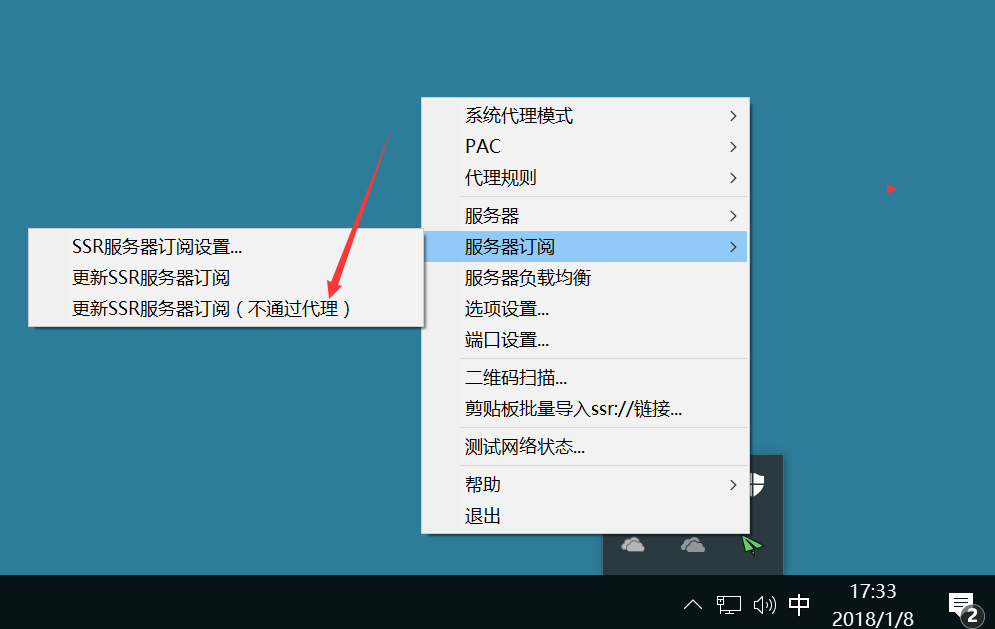 系统代理模式
PAC
代理规则
服务器
服务器订阅
服务器负载均衡
选项设置...
端口设置...
二维码扫描...
剪贴板批量导入ssr://链接...
测试网络状态...
帮助
退出
SSR服务器订阅设置...
更新SSR服务器订阅
更新SSR服务器订阅（不通过代理）
中
17:33
2018/1/8
2